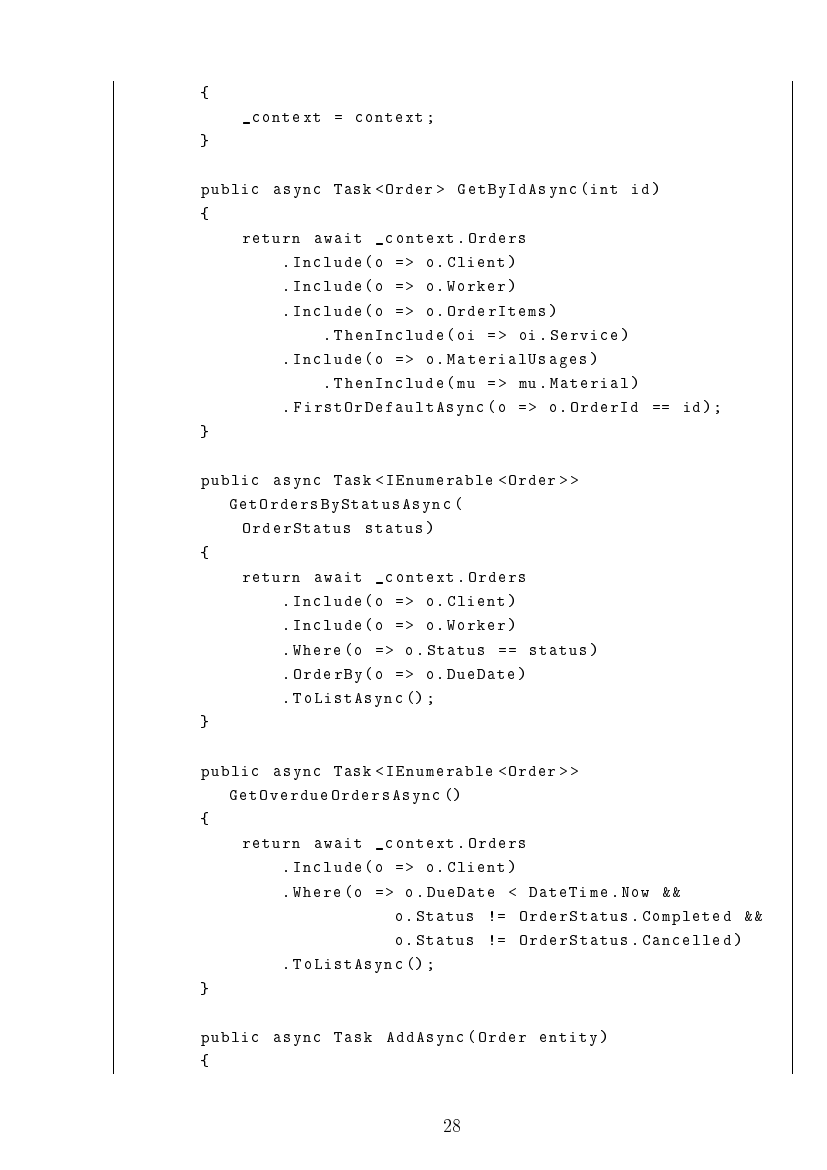 {
_context = context;
}
public async Task<Order> GetByIdAsync(int id)
{
return await _context.Orders
.Include(o => o.Client)
.Include(o => o.Worker)
.Include(o => o.OrderItems)
.ThenInclude(oi => oi.Service)
.Include(o => o.MaterialUsages)
.ThenInclude(mu => mu.Material)
.FirstOrDefaultAsync(o => o.OrderId == id);
}
public async Task<IEnumerable<Order>>
GetOrdersByStatusAsync(
OrderStatus status)
{
return await _context.Orders
.Include(o => o.Client)
.Include(o => o.Worker)
.Where(o => o.Status == status)
.OrderBy(o => o.DueDate)
.ToListAsync();
}
public async Task<IEnumerable<Order>>
GetOverdueOrdersAsync()
{
return await _context.Orders
.Include(o => o.Client)
.Where(o => o.DueDate < DateTime.Now &&
o.Status != OrderStatus.Completed &&
o.Status != OrderStatus.Cancelled)
.ToListAsync();
}
public async Task AddAsync(Order entity)
{
28